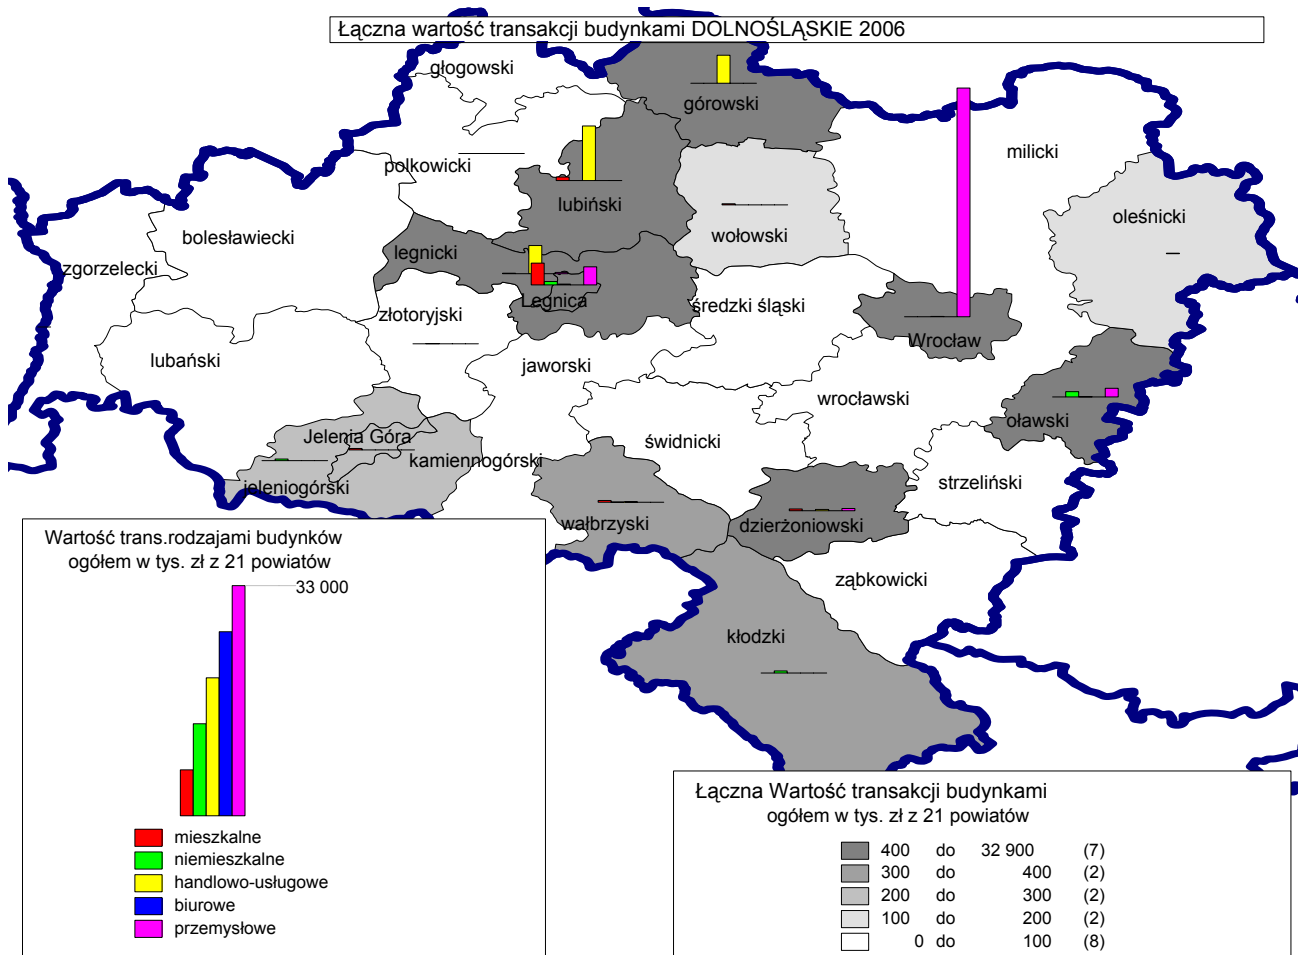 Łączna wartość transakcji budynkami DOLNOŚLĄSKIE 2006
głogowski
górowski
polkowicki
milicki
lubiński
oleśnicki
bolesławiecki
wołowski
legnicki
zgorzelecki
Legnica
złotoryjski
średzki śląski
Wrocław
lubański
jaworski
wrocławski
oławski
Jelenia Góra
świdnicki
kamiennogórski
jeleniogórski
strzeliński
wałbrzyski
dzierżoniowski
ząbkowicki
kłodzki
Wartość trans.rodzajami budynków
ogółem w tys. zł z 21 powiatów
33 000
mieszkalne
niemieszkalne
handlowo-usługowe
biurowe
przemysłowe
Łączna Wartość transakcji budynkami
ogółem w tys. zł z 21 powiatów
400 do 32 900 (7)
300 do 400 (2)
200 do 300 (2)
100 do 200 (2)
0 do 100 (8)